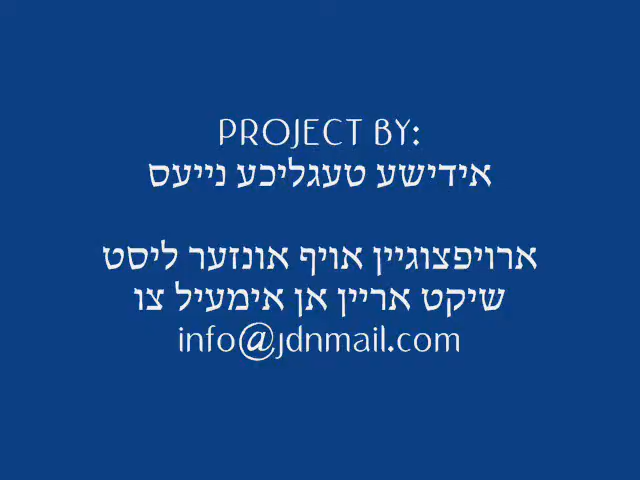 PROJECT BY:
אידישע טעגליכע נייעס
ארויפצוגיין אויף אונזער ליסט
שיקט אריין אן אימעיל צו
info@jdnmail.com